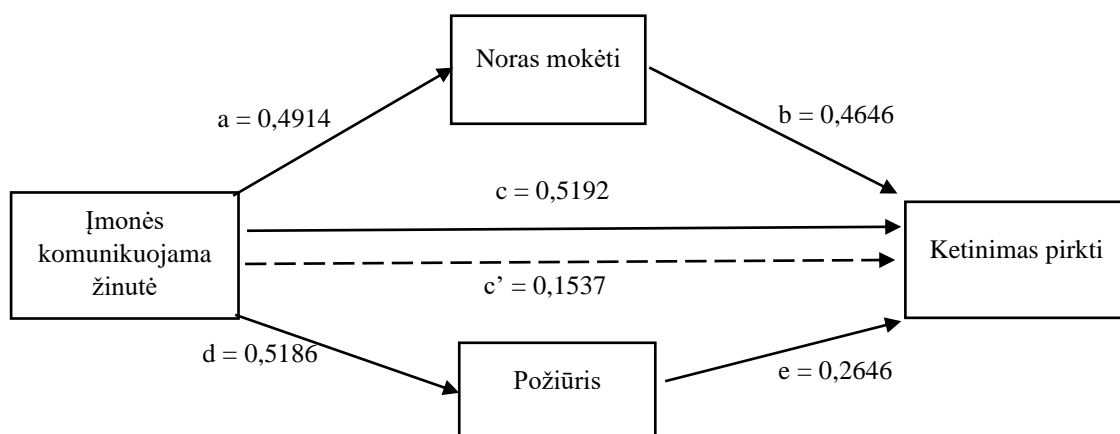 Noras mokėti
a = 0,4914
b = 0,4646
c = 0,5192
Įmonės
komunikuojama
žinutė
Ketinimas pirkti
c’ = 0,1537
d = 0,5186
Požiūris
e = 0,2646